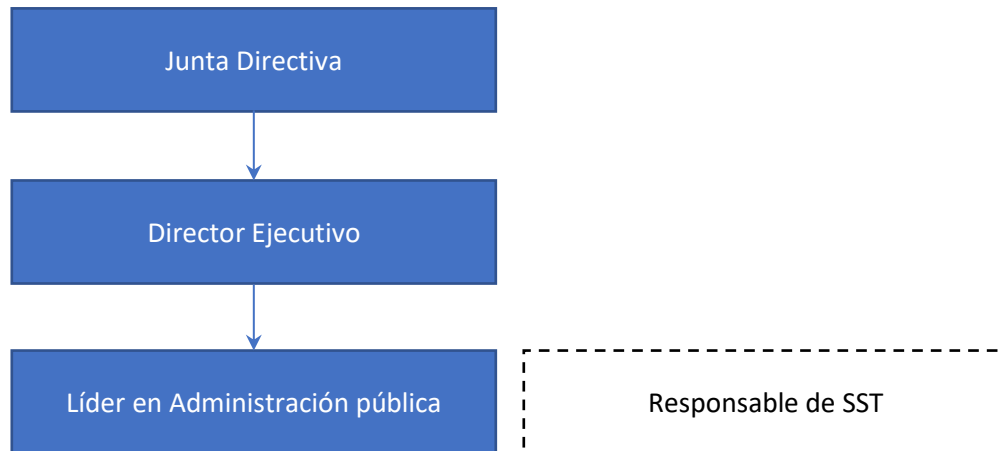 Junta Directiva
Director Ejecutivo
Líder en Administración pública
Responsable de SST